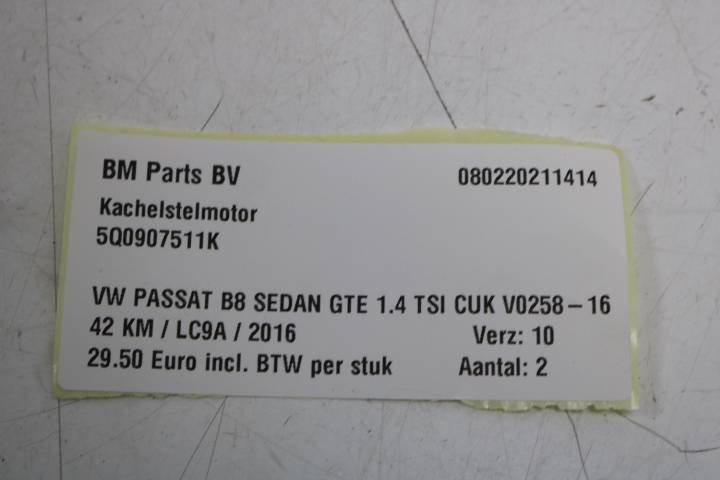 BM Parts BV 080220211414
Kachelstelmotor
5Q0907511K
VW PASSAT B8 SEDAN GTE 1.4 TSI CUK V0258-16
42 KM / LC9A / 2016 Verz: 10
29.50 Euro incl. BTW per stuk Aantal: 2